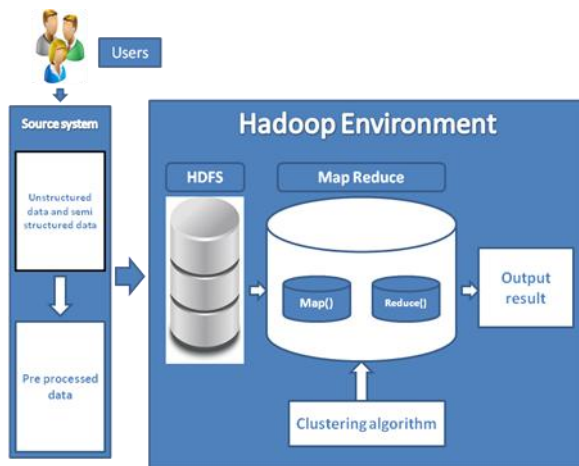 Users
Source system
Unstructured
data and semi
structured data
Pre processed
data
Hadoop Environment
HDFS
Map Reduce
Map()
Reduce()
Clustering algorithm
Output
result